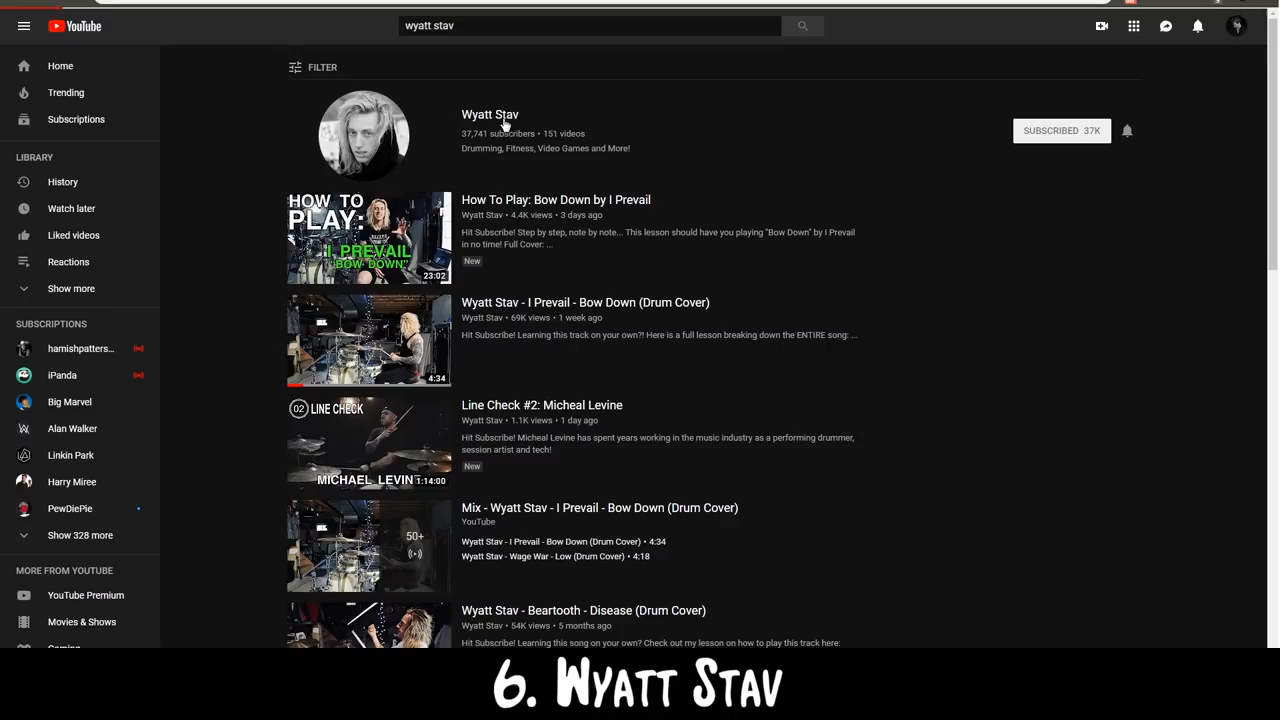 YouTube
wyatt stav
Home
Trending
Subscriptions
LIBRARY
History
Watch later
Liked videos
Reactions
Show more
SUBSCRIPTIONS
hamishpatters...
iPanda
Big Marvel
Alan Walker
Linkin Park
Harry Miree
PewDiePie
Show 328 more
MORE FROM YOUTUBE
YouTube Premium
Movies & Shows
FILTER
Wyatt Stav
37,741 subscribers • 151 videos
Drumming, Fitness, Video Games and More!
SUBSCRIBED 37K
HOW TO
PLAY:
I PREVAIL
"BOW DOWN"
23:02
How To Play: Bow Down by I Prevail
Wyatt Stav • 4.4K views • 3 days ago
Hit Subscribe! Step by step, note by note... This lesson should have you playing "Bow Down" by I Prevail
in no time! Full Cover: ...
New
4:34
Wyatt Stav - I Prevail - Bow Down (Drum Cover)
Wyatt Stav • 69K views • 1 week ago
Hit Subscribe! Learning this track on your own?! Here is a full lesson breaking down the ENTIRE song: ...
02 LINE CHECK
MICHAEL LEVIN
1:14:00
Line Check #2: Micheal Levine
Wyatt Stav • 1.1K views • 1 day ago
Hit Subscribe! Micheal Levine has spent years working in the music industry as a performing drummer,
session artist and tech!
New
50+
Mix - Wyatt Stav - I Prevail - Bow Down (Drum Cover)
YouTube
Wyatt Stav - I Prevail - Bow Down (Drum Cover) • 4:34
Wyatt Stav - Wage War - Low (Drum Cover) • 4:18
Wyatt Stav - Beartooth - Disease (Drum Cover)
Wyatt Stav • 54K views • 5 months ago
Hit Subscribe! Learning this song on your own? Check out my lesson on how to play this track here:
6. Wyatt Stav